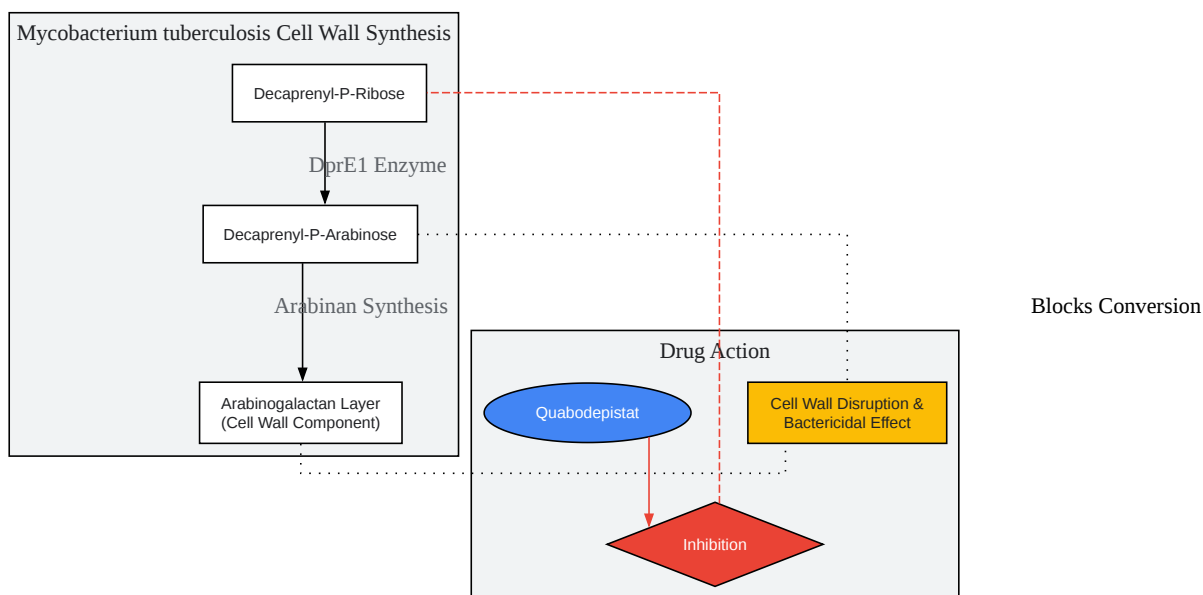 Mycobacterium tuberculosis Cell Wall Synthesis
Decaprenyl-P-Ribose
DprE1 Enzyme
Decaprenyl-P-Arabinose
Arabinan Synthesis
Blocks Conversion
Arabinogalactan Layer
(Cell Wall Component)
Drug Action
Quabodepistat
Cell Wall Disruption &
Bactericidal Effect
Inhibition